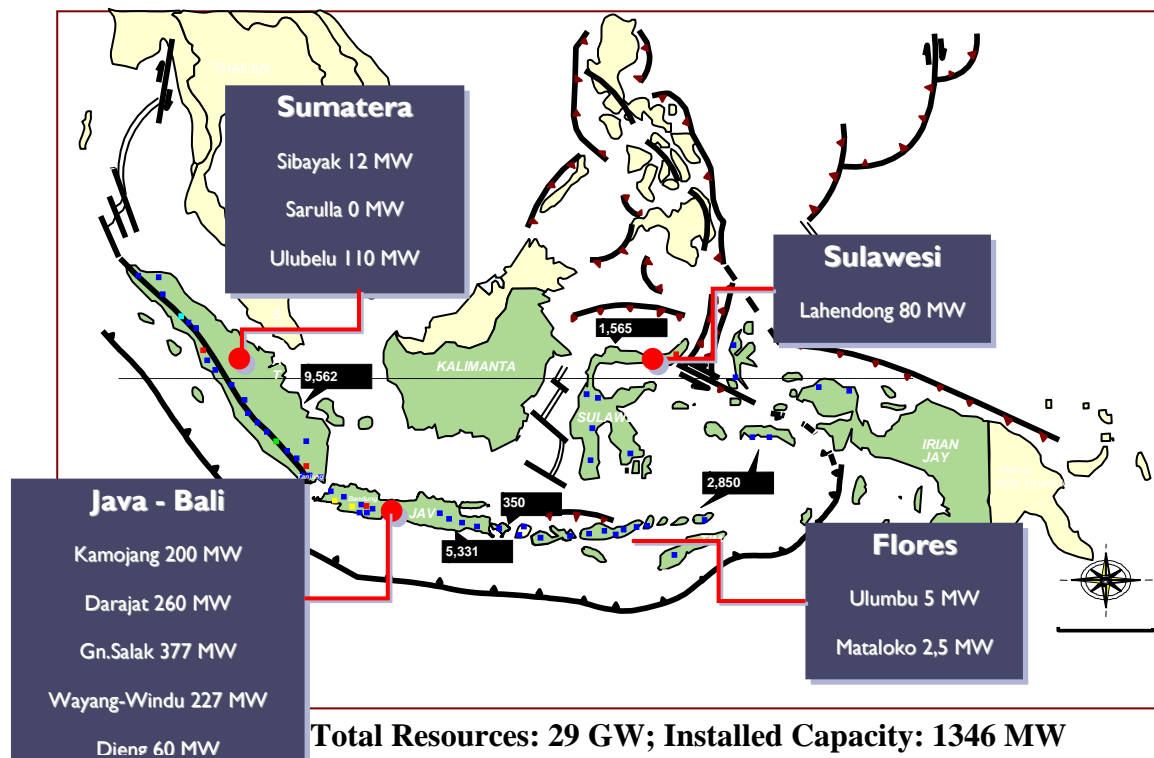 Sumatera
Sibayak 12 MW
Sarulla 0 MW
Ulubelu 110 MW
Sulawesi
Lahendong 80 MW
1,565
9,562
KALIMANTA
SULAW
IRIAN
JAY
2,850
350
JAV
5,331
Bandung
Java - Bali
Kamojang 200 MW
Darajat 260 MW
Gn.Salak 377 MW
Wayang-Windu 227 MW
Dieng 60 MW
Flores
Ulumbu 5 MW
Mataloko 2,5 MW
Total Resources: 29 GW; Installed Capacity: 1346 MW